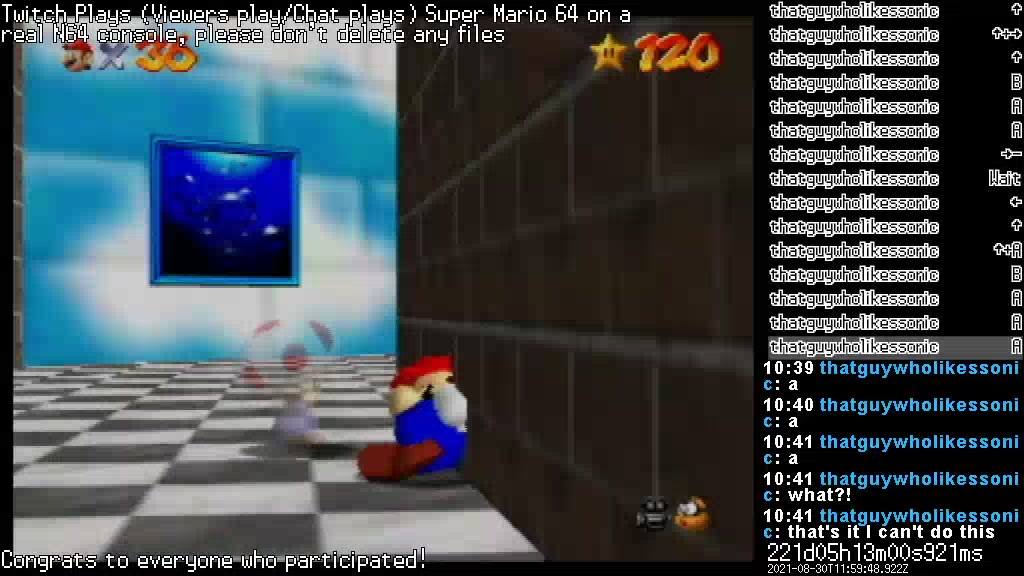 Twitch Plays (Viewers play/Chat plays) Super Mario 64 on a
real N64 console, please don't delete any files
×36
120
thatguywholikessonic ↑
thatguywholikessonic ↑++
thatguywholikessonic ↑
thatguywholikessonic B
thatguywholikessonic A
thatguywholikessonic A
thatguywholikessonic +-
thatguywholikessonic Wait
thatguywholikessonic ←
thatguywholikessonic ↑
thatguywholikessonic ↑+A
thatguywholikessonic B
thatguywholikessonic A
thatguywholikessonic A
thatguywholikessonic A
10:39 thatguywholikessoni
c: a
10:40 thatguywholikessoni
c: a
10:41 thatguywholikessoni
c: a
10:41 thatguywholikessoni
c: what?!
10:41 thatguywholikessoni
c: that's it I can't do this
221d05h13m00s921ms
2021-08-30T11:59:48.922Z
Congrats to everyone who participated!